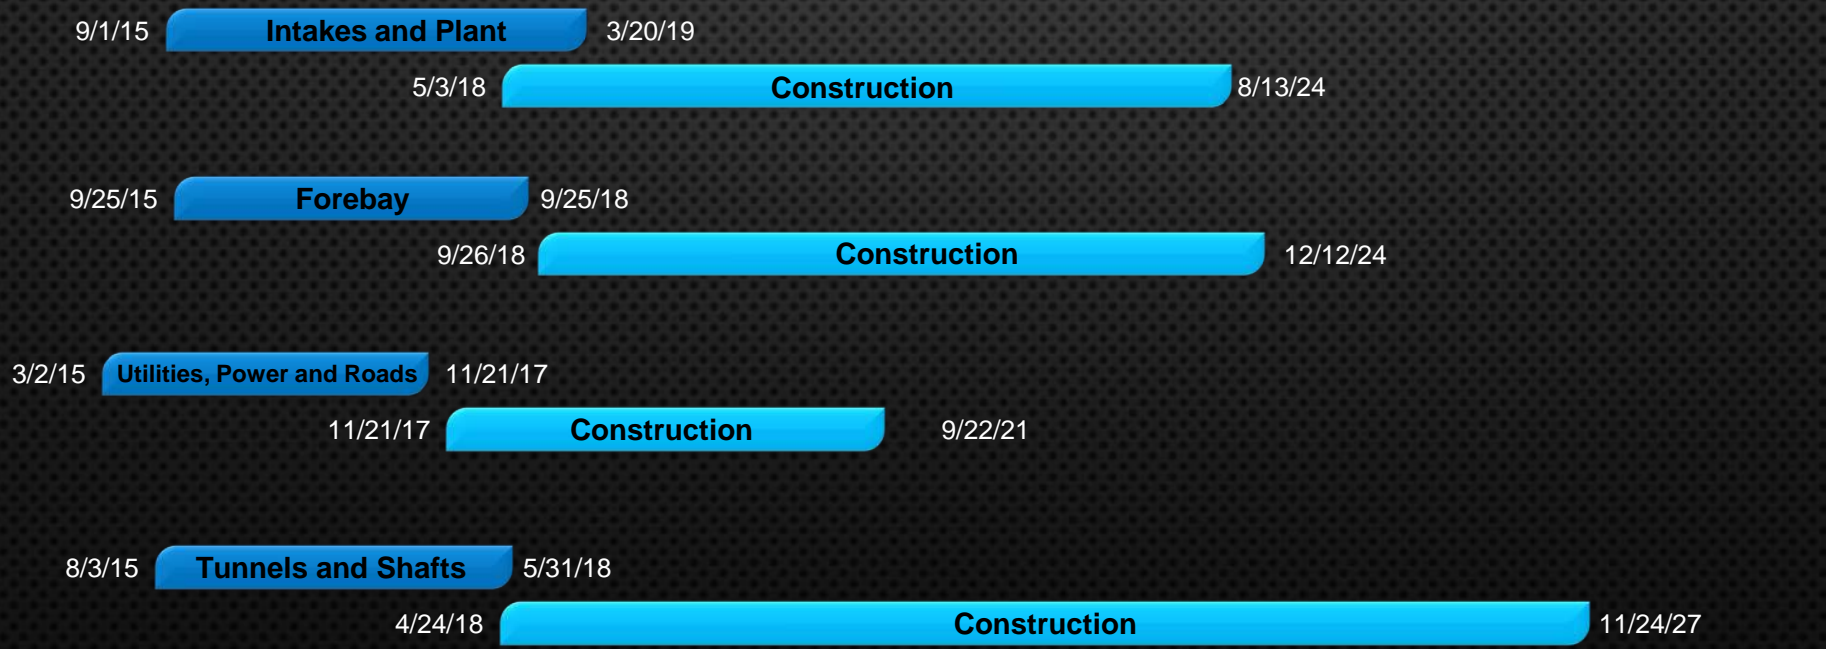 9/1/15 Intakes and Plant 3/20/19
5/3/18 Construction 8/13/24
9/25/15 Forebay 9/25/18
9/26/18 Construction 12/12/24
3/2/15 Utilities, Power and Roads 11/21/17
11/21/17 Construction 9/22/21
8/3/15 Tunnels and Shafts 5/31/18
4/24/18 Construction 11/24/27